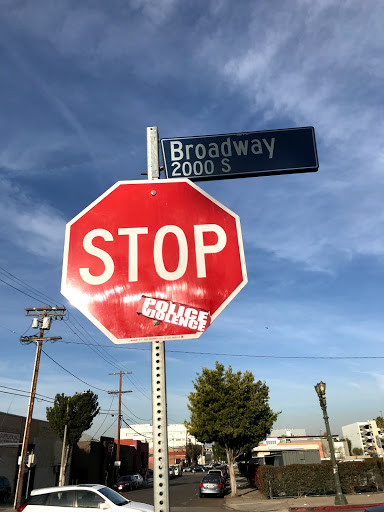 Broadway
2000 S
STOP
POLICE
VIOLENCE